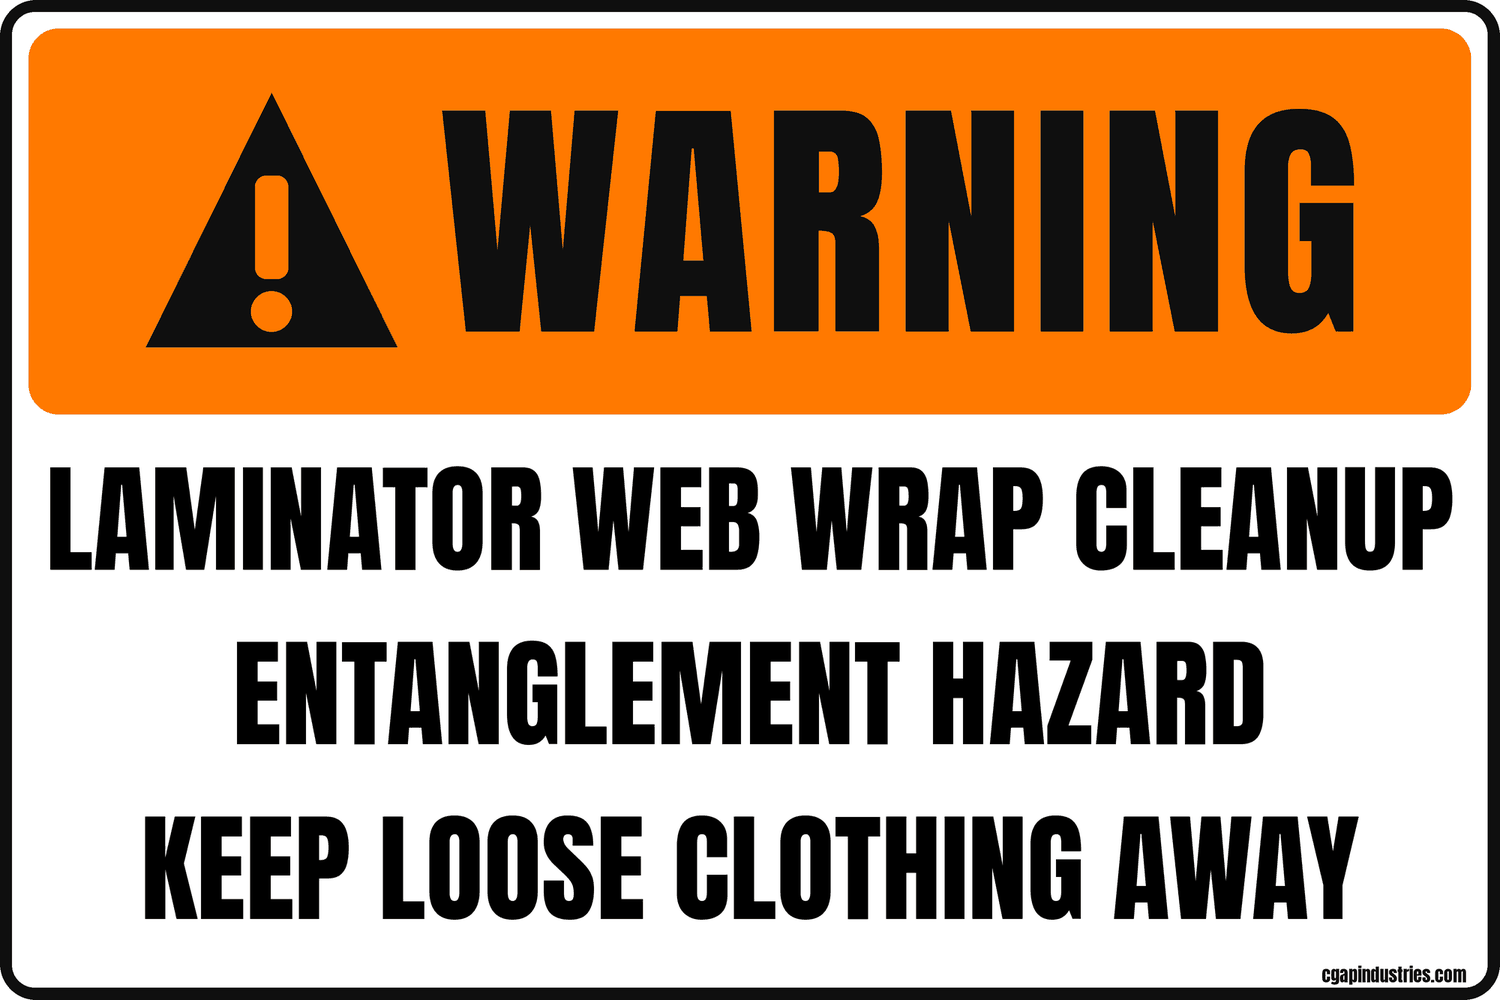 WARNING
LAMINATOR WEB WRAP CLEANUP
ENTANGLEMENT HAZARD
KEEP LOOSE CLOTHING AWAY
cgapindustries.com